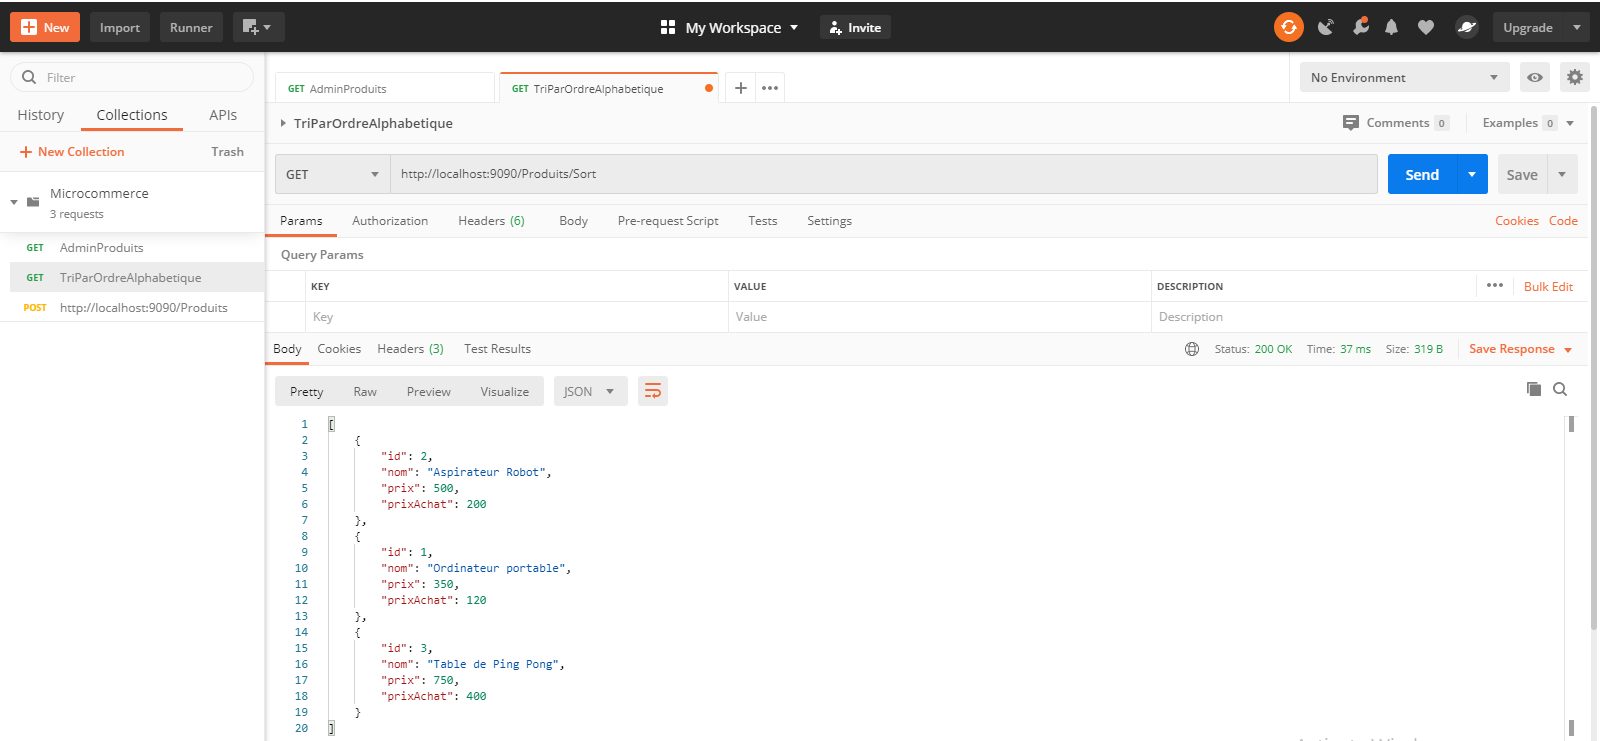 New
Import
Runner
My Workspace
Invite
Upgrade
Filter
History Collections APIs
New Collection Trash
Microcommerce
3 requests
GET AdminProduits
GET TriParOrdreAlphabetique
POST http://localhost:9090/Produits
GET AdminProduits
GET TriParOrdreAlphabetique
No Environment
TriParOrdreAlphabetique
Comments 0 Examples 0
GET http://localhost:9090/Produits/Sort Send Save
Params Authorization Headers (6) Body Pre-request Script Tests Settings Cookies Code
Query Params
KEY VALUE DESCRIPTION Bulk Edit
Key Value Description
Body Cookies Headers (3) Test Results Status: 200 OK Time: 37 ms Size: 319 B Save Response
Pretty Raw Preview Visualize JSON
1 [
2 {
3 "id": 2,
4 "nom": "Aspirateur Robot",
5 "prix": 500,
6 "prixAchat": 200
7 },
8 {
9 "id": 1,
10 "nom": "Ordinateur portable",
11 "prix": 350,
12 "prixAchat": 120
13 },
14 {
15 "id": 3,
16 "nom": "Table de Ping Pong",
17 "prix": 750,
18 "prixAchat": 400
19 }
20 ]